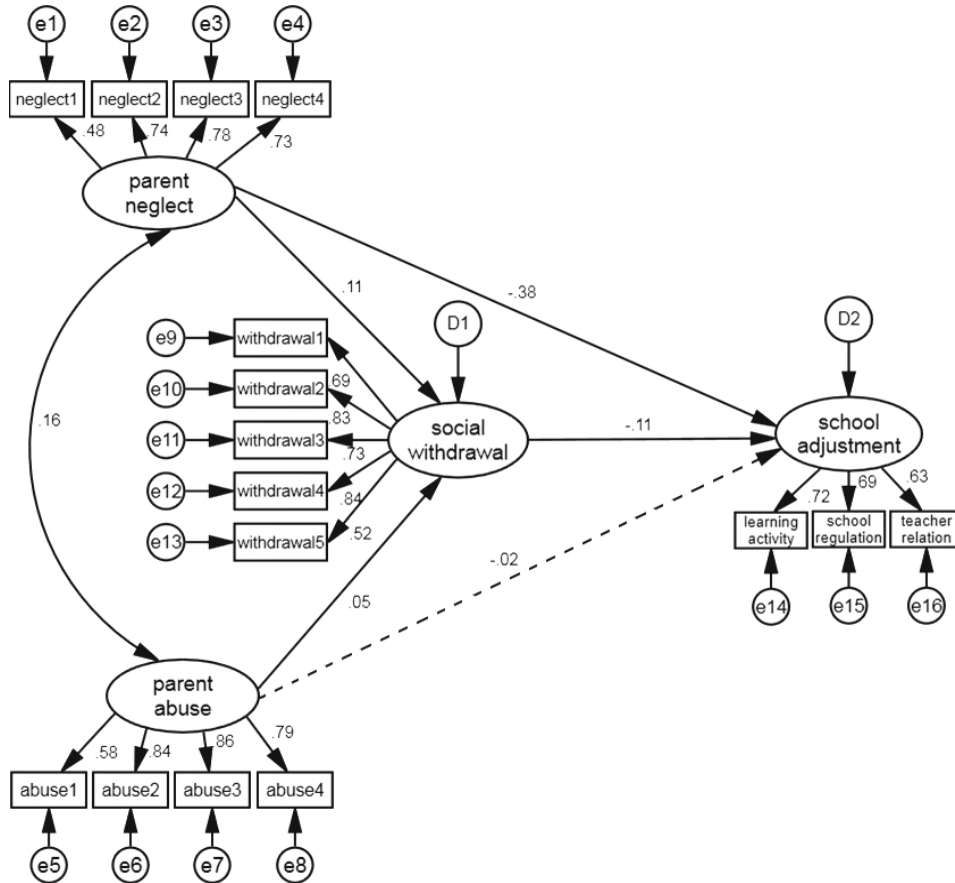 e1 e2 e3 e4
neglect1 neglect2 neglect3 neglect4
.48 .74 .78 .73
parent
neglect
.11 -.38
D1 D2
e9 withdrawal1
e10 withdrawal2 .69
.16
e11 withdrawal3 .83
e12 withdrawal4 .73
e13 withdrawal5 .84
.52
social
withdrawal
-.11
school
adjustment
.72 69 .63
learning
activity
school
regulation
teacher
relation
e14 e15 e16
-.02
.05
parent
abuse
.58 .84 86 .79
abuse1 abuse2 abuse3 abuse4
e5 e6 e7 e8